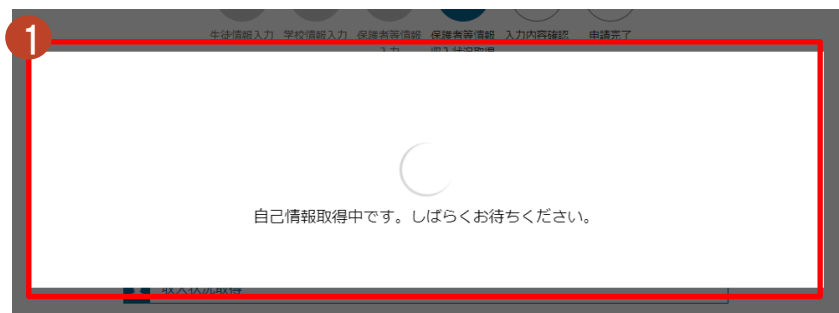 1
生徒情報入力 学校情報入力 保護者等情報 保護者等情報 入力内容確認 申請完了
入力 収入状況取得
自己情報取得中です。しばらくお待ちください。
収入状況取得